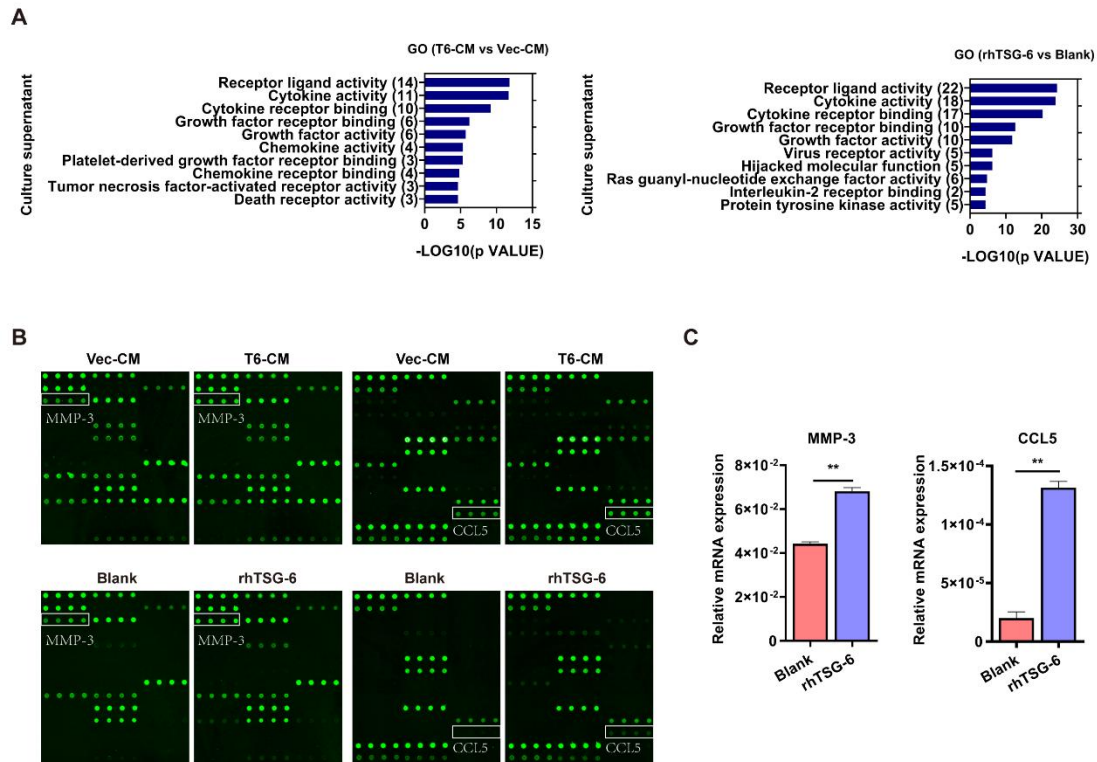 A
GO (T6-CM vs Vec-CM)
Culture supernatant
Receptor ligand activity (14)
Cytokine activity (11)
Cytokine receptor binding (10)
Growth factor receptor binding (6)
Growth factor activity (6)
Chemokine activity (4)
Platelet-derived growth factor receptor binding (3)
Chemokine receptor binding (4)
Tumor necrosis factor-activated receptor activity (3)
Death receptor activity (3)
0 5 10 15
-LOG10(p VALUE)
GO (rhTSG-6 vs Blank)
Culture supernatant
Receptor ligand activity (22)
Cytokine activity (18)
Cytokine receptor binding (17)
Growth factor receptor binding (10)
Growth factor activity (10)
Virus receptor activity (5)
Hijacked molecular function (5)
Ras guanyl-nucleotide exchange factor activity (6)
Interleukin-2 receptor binding (2)
Protein tyrosine kinase activity (5)
0 10 20 30
-LOG10(p VALUE)
B
Vec-CM T6-CM Vec-CM T6-CM
MMP-3 MMP-3
CCL5 CCL5
Blank rhTSG-6 Blank rhTSG-6
MMP-3 MMP-3
CCL5 CCL5
C
MMP-3
Relative mRNA expression
8×10⁻²
6×10⁻²
4×10⁻²
2×10⁻²
0
**
Blank rhTSG-6
CCL5
Relative mRNA expression
1.5×10⁻⁴
1×10⁻⁴
5×10⁻⁵
0
**
Blank rhTSG-6